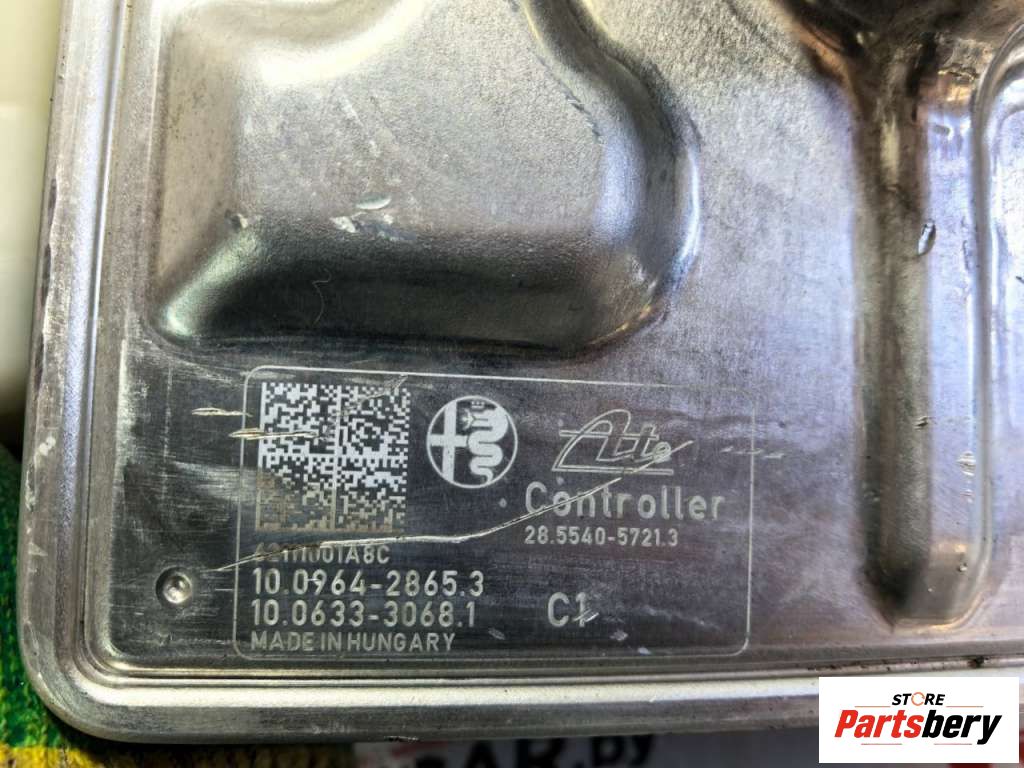 Ate
Controller
28.5540-5721.3
10.0964-2865.3
10.0633-3068.1
C1
MADE IN HUNGARY
STORE
Partsbery